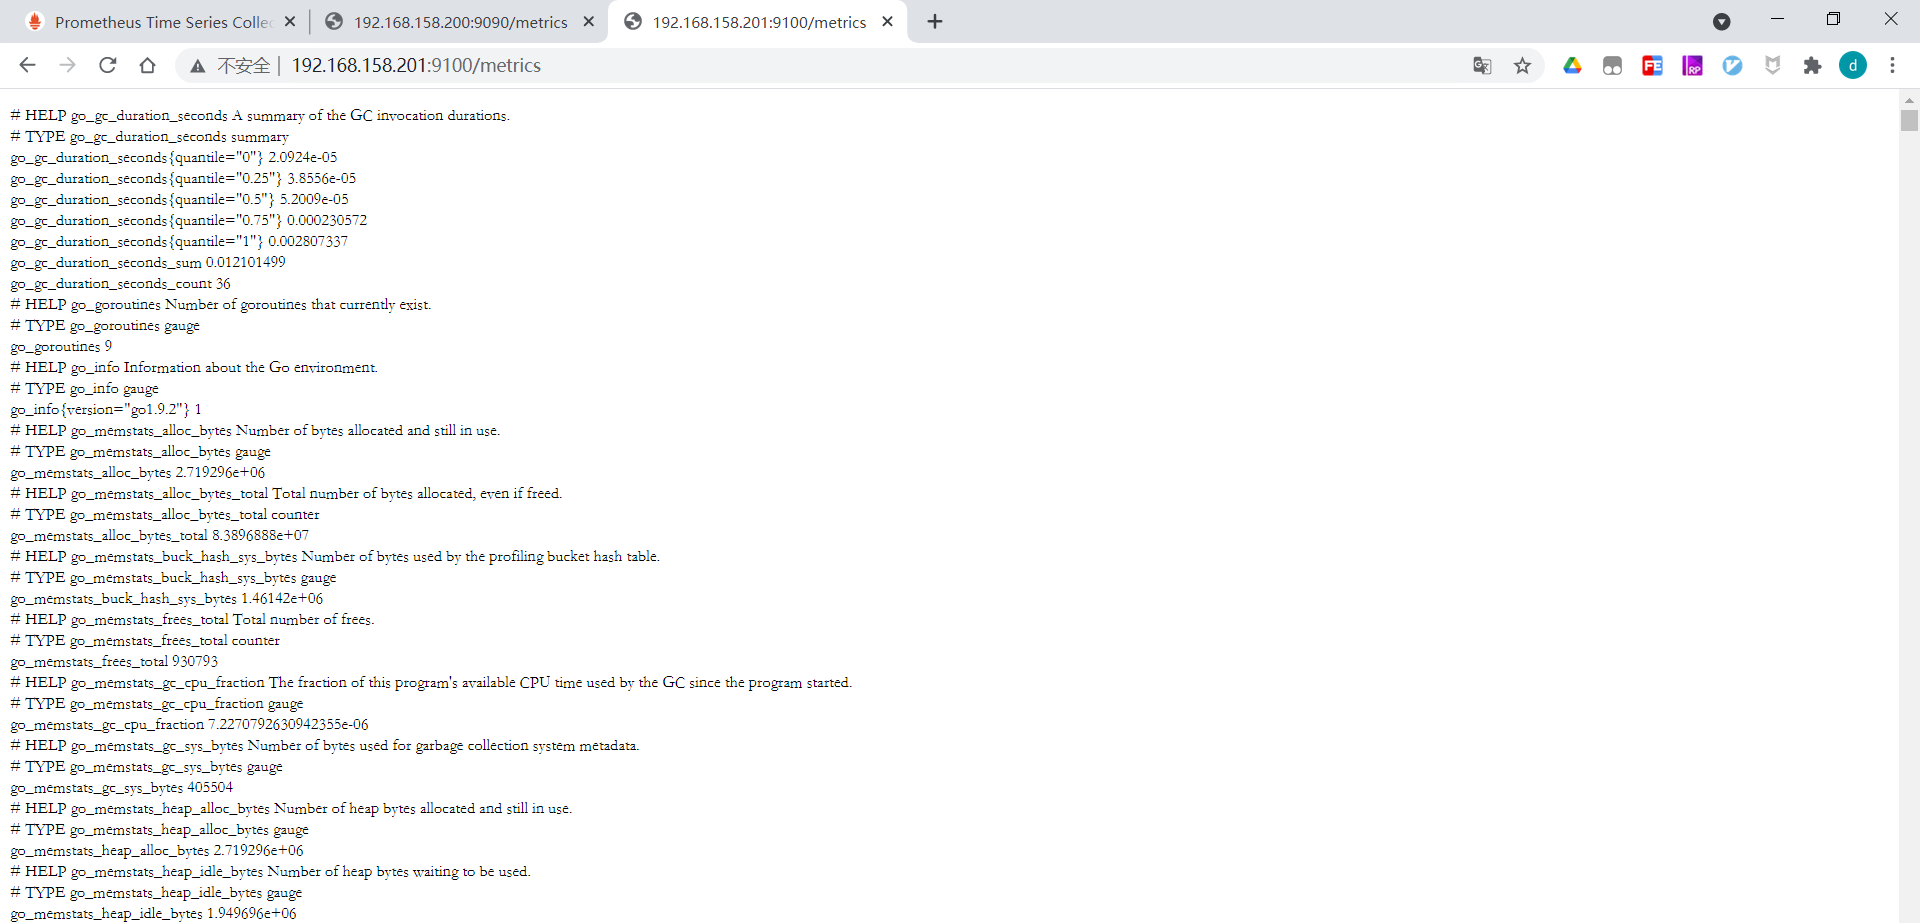 Prometheus Time Series Collec
192.168.158.200:9090/metrics
192.168.158.201:9100/metrics
不安全 | 192.168.158.201:9100/metrics
FE
RP
d
# HELP go_gc_duration_seconds A summary of the GC invocation durations.
# TYPE go_gc_duration_seconds summary
go_gc_duration_seconds{quantile="0"} 2.0924e-05
go_gc_duration_seconds{quantile="0.25"} 3.8556e-05
go_gc_duration_seconds{quantile="0.5"} 5.2009e-05
go_gc_duration_seconds{quantile="0.75"} 0.000230572
go_gc_duration_seconds{quantile="1"} 0.002807337
go_gc_duration_seconds_sum 0.012101499
go_gc_duration_seconds_count 36
# HELP go_goroutines Number of goroutines that currently exist.
# TYPE go_goroutines gauge
go_goroutines 9
# HELP go_info Information about the Go environment.
# TYPE go_info gauge
go_info{version="go1.9.2"} 1
# HELP go_memstats_alloc_bytes Number of bytes allocated and still in use.
# TYPE go_memstats_alloc_bytes gauge
go_memstats_alloc_bytes 2.719296e+06
# HELP go_memstats_alloc_bytes_total Total number of bytes allocated, even if freed.
# TYPE go_memstats_alloc_bytes_total counter
go_memstats_alloc_bytes_total 8.3896888e+07
# HELP go_memstats_buck_hash_sys_bytes Number of bytes used by the profiling bucket hash table.
# TYPE go_memstats_buck_hash_sys_bytes gauge
go_memstats_buck_hash_sys_bytes 1.46142e+06
# HELP go_memstats_frees_total Total number of frees.
# TYPE go_memstats_frees_total counter
go_memstats_frees_total 930793
# HELP go_memstats_gc_cpu_fraction The fraction of this program's available CPU time used by the GC since the program started.
# TYPE go_memstats_gc_cpu_fraction gauge
go_memstats_gc_cpu_fraction 7.2270792630942355e-06
# HELP go_memstats_gc_sys_bytes Number of bytes used for garbage collection system metadata.
# TYPE go_memstats_gc_sys_bytes gauge
go_memstats_gc_sys_bytes 405504
# HELP go_memstats_heap_alloc_bytes Number of heap bytes allocated and still in use.
# TYPE go_memstats_heap_alloc_bytes gauge
go_memstats_heap_alloc_bytes 2.719296e+06
# HELP go_memstats_heap_idle_bytes Number of heap bytes waiting to be used.
# TYPE go_memstats_heap_idle_bytes gauge
go_memstats_heap_idle_bytes 1.949696e+06